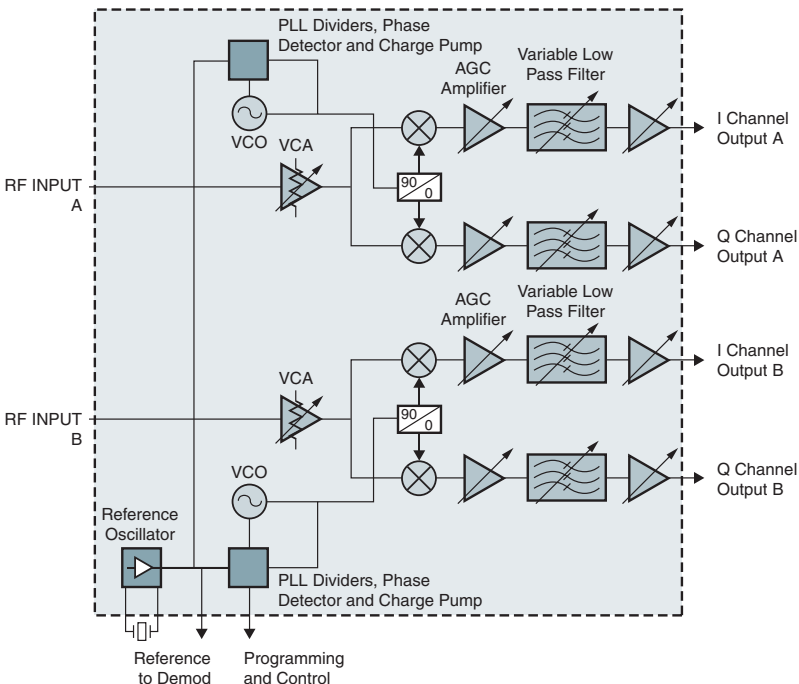 PLL Dividers, Phase
Detector and Charge Pump
AGC
Amplifier
Variable Low
Pass Filter
I Channel
Output A
VCO
VCA
RF INPUT
A
90
0
Q Channel
Output A
AGC
Amplifier
Variable Low
Pass Filter
I Channel
Output B
VCA
RF INPUT
B
90
0
VCO
Q Channel
Output B
Reference
Oscillator
PLL Dividers, Phase
Detector and Charge Pump
Reference
to Demod
Programming
and Control